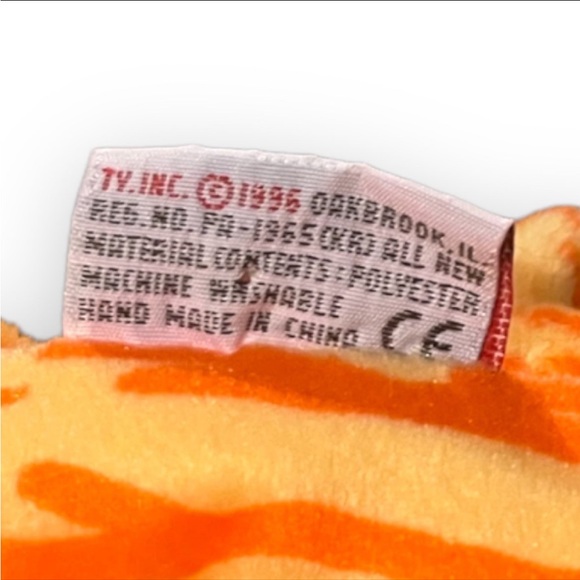 TY.INC. ©1996 OAKBROOK,IL.
REG.NO.PA-1965(KR) ALL NEW
MATERIAL CONTENTS: POLYESTER
MACHINE WASHABLE
HAND MADE IN CHINA CE